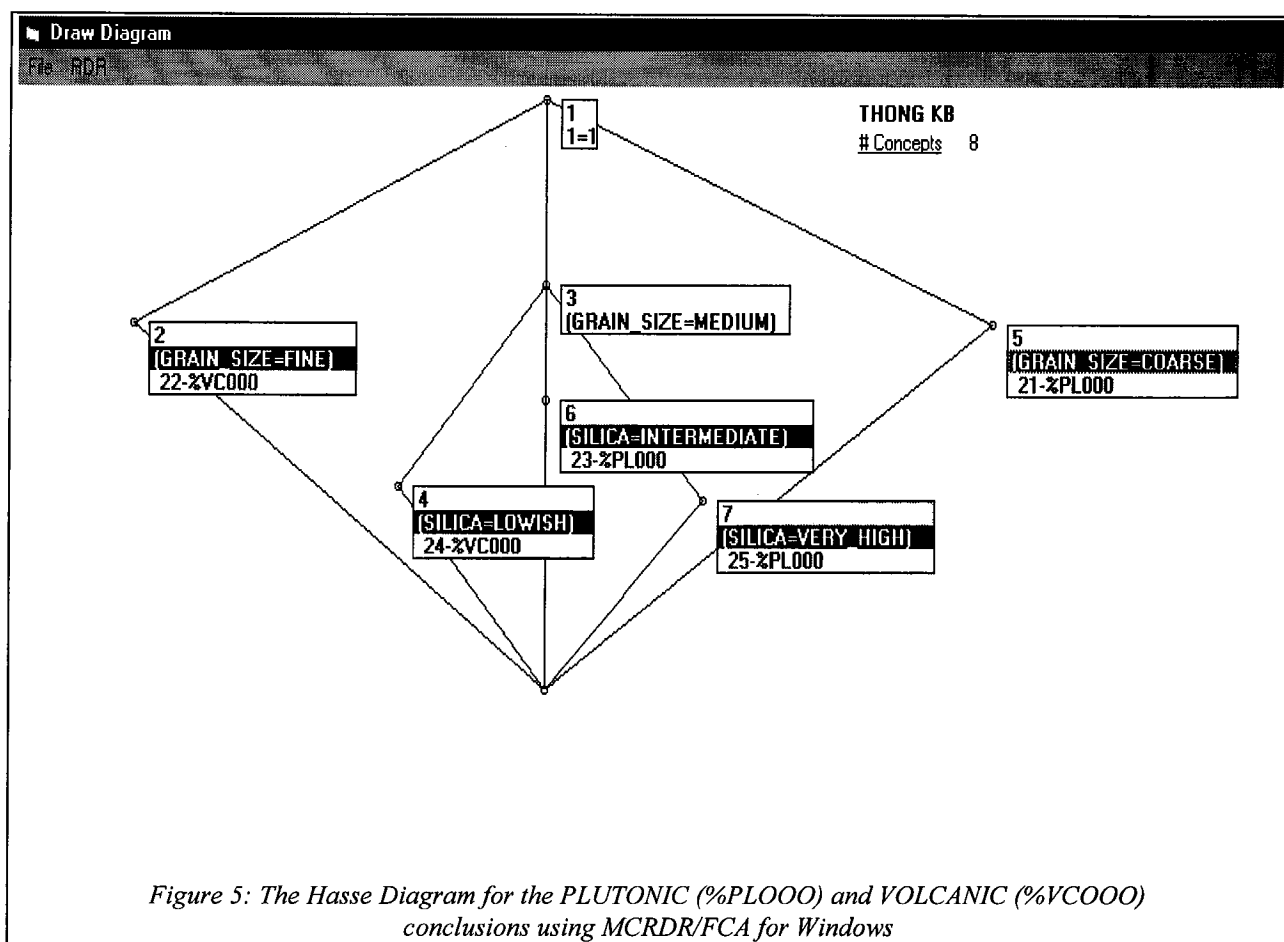 Draw Diagram
File RDR
1
1=1
THONG KB
# Concepts 8
3
(GRAIN_SIZE=MEDIUM)
2
(GRAIN_SIZE=FINE)
22-%VC000
5
(GRAIN_SIZE=COARSE)
21-%PL000
6
(SILICA=INTERMEDIATE)
23-%PL000
4
(SILICA=LOWISH)
24-%VC000
7
(SILICA=VERY_HIGH)
25-%PL000
Figure 5: The Hasse Diagram for the PLUTONIC (%PLOOO) and VOLCANIC (%VCOOO)
conclusions using MCRDR/FCA for Windows